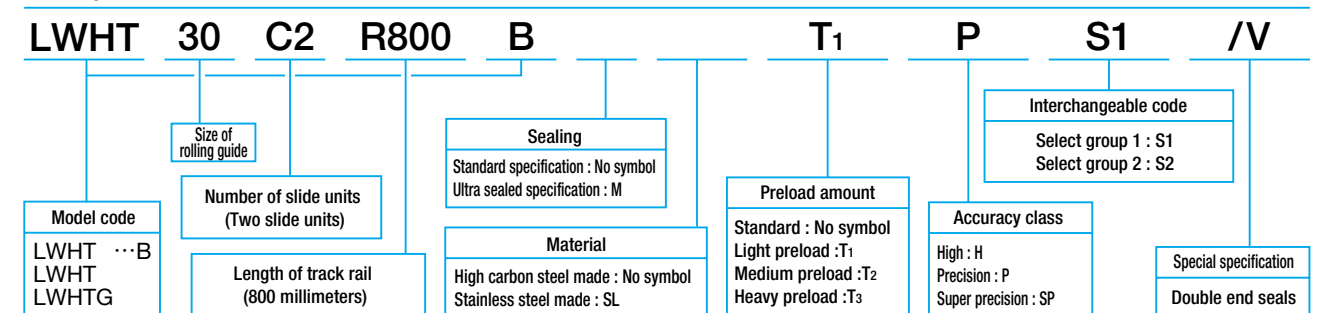 LWHT 30 C2 R800 B T1 P S1 /V
Interchangeable code
Select group 1 : S1
Select group 2 : S2
Size of
rolling guide
Sealing
Standard specification : No symbol
Ultra sealed specification : M
Number of slide units
(Two slide units)
Preload amount
Standard : No symbol
Light preload :T1
Medium preload :T2
Heavy preload :T3
Model code
LWHT …B
LWHT
LWHTG
Accuracy class
High : H
Precision : P
Super precision : SP
Material
High carbon steel made : No symbol
Stainless steel made : SL
Length of track rail
(800 millimeters)
Special specification
Double end seals